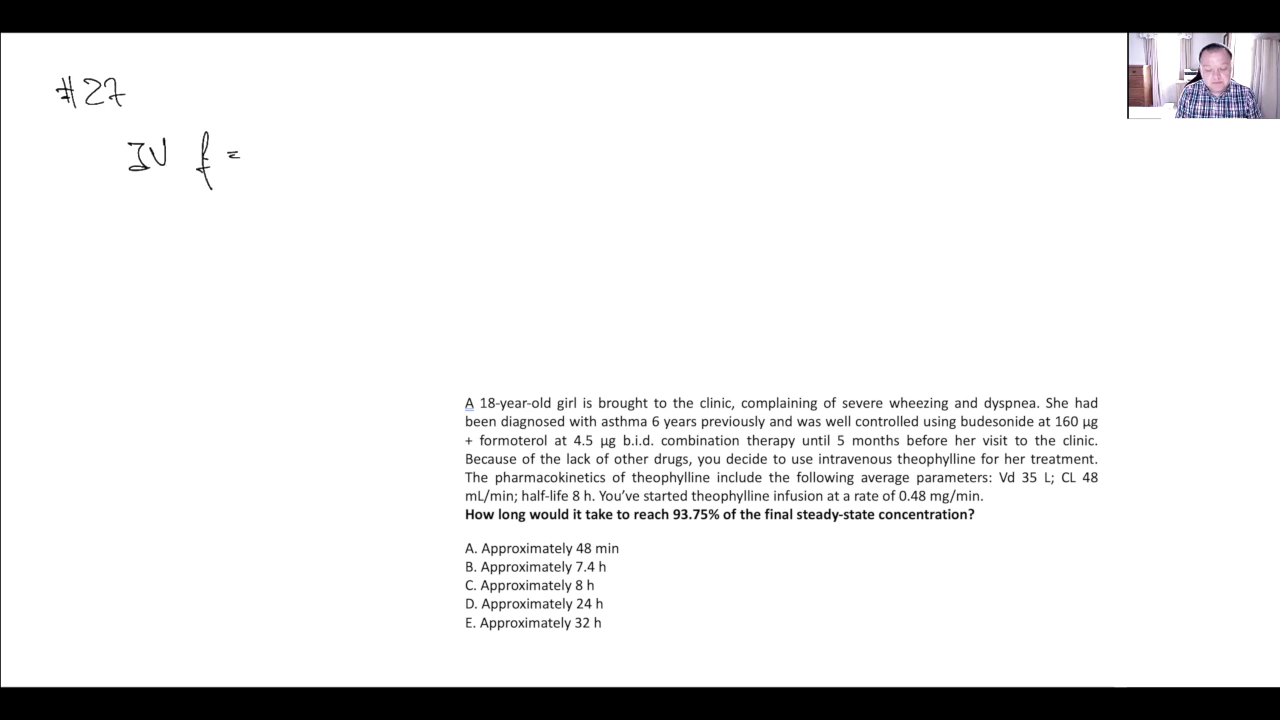 #27
IV f =
A 18-year-old girl is brought to the clinic, complaining of severe wheezing and dyspnea. She had
been diagnosed with asthma 6 years previously and was well controlled using budesonide at 160 µg
+ formoterol at 4.5 µg b.i.d. combination therapy until 5 months before her visit to the clinic.
Because of the lack of other drugs, you decide to use intravenous theophylline for her treatment.
The pharmacokinetics of theophylline include the following average parameters: Vd 35 L; CL 48
mL/min; half-life 8 h. You’ve started theophylline infusion at a rate of 0.48 mg/min.
How long would it take to reach 93.75% of the final steady-state concentration?
A. Approximately 48 min
B. Approximately 7.4 h
C. Approximately 8 h
D. Approximately 24 h
E. Approximately 32 h